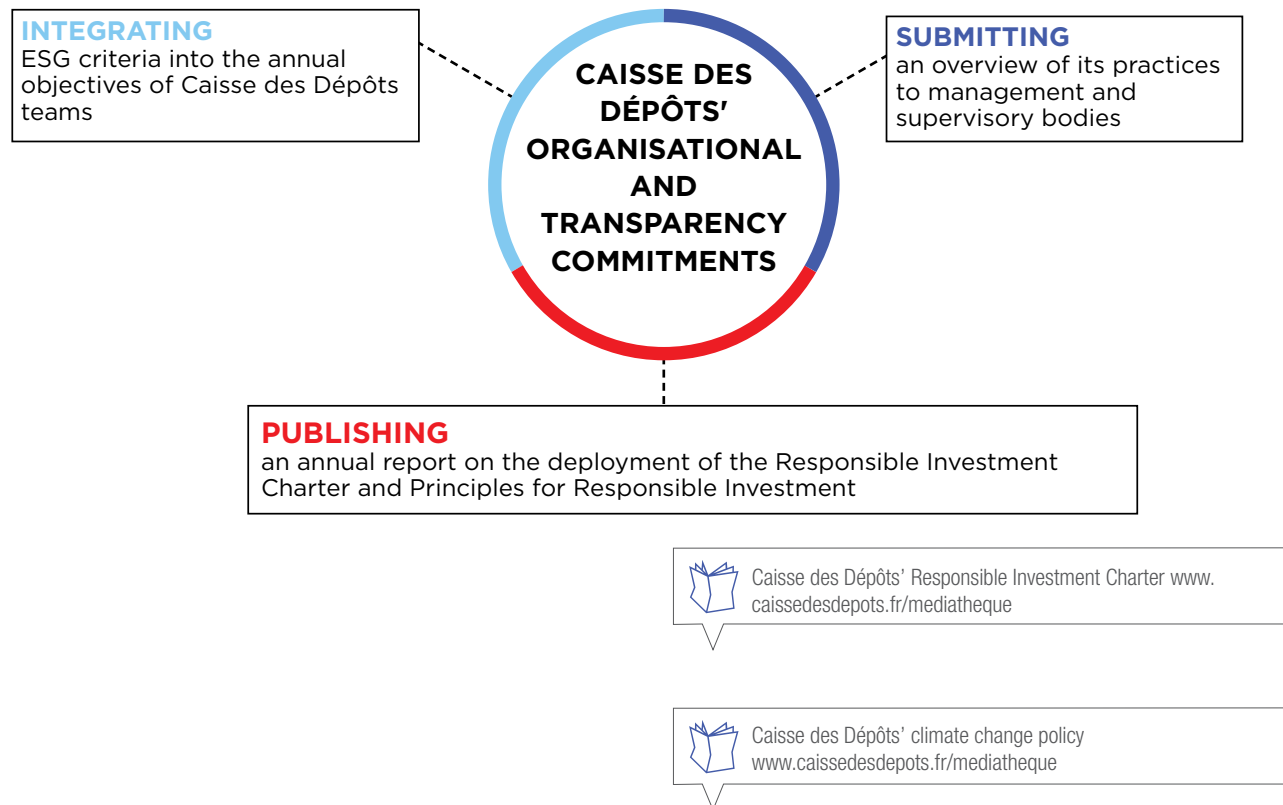 INTEGRATING
ESG criteria into the annual
objectives of Caisse des Dépôts
teams
CAISSE DES
DÉPÔTS'
ORGANISATIONAL
AND
TRANSPARENCY
COMMITMENTS
SUBMITTING
an overview of its practices
to management and
supervisory bodies
PUBLISHING
an annual report on the deployment of the Responsible Investment
Charter and Principles for Responsible Investment
Caisse des Dépôts’ Responsible Investment Charter www.
caissedesdepots.fr/mediatheque
Caisse des Dépôts’ climate change policy
www.caissedesdepots.fr/mediatheque